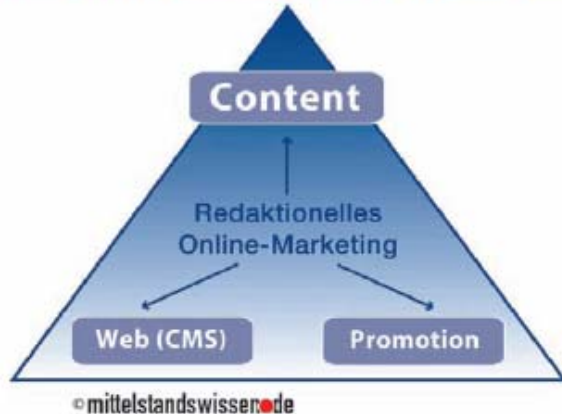 Content
Redaktionelles
Online-Marketing
Web (CMS)
Promotion
© mittelstandswissen.de